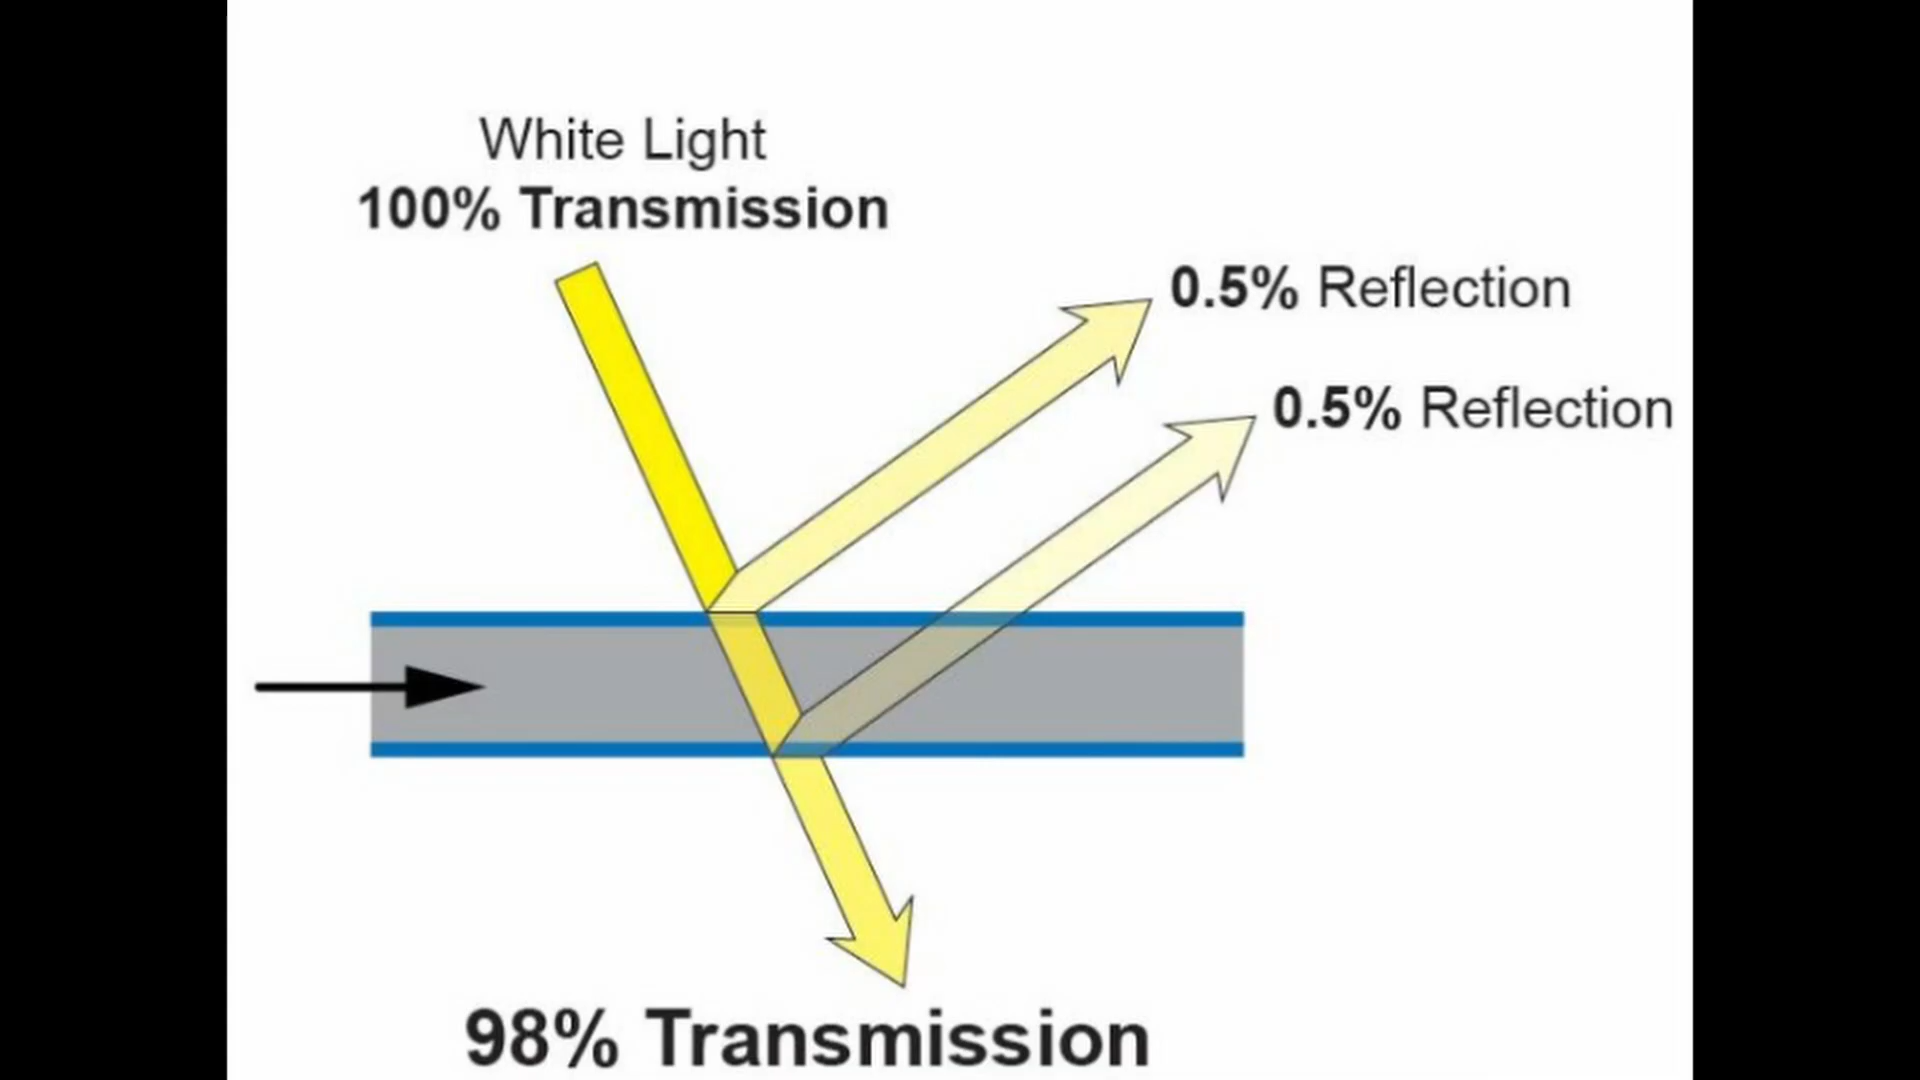 White Light
100% Transmission
0.5% Reflection
0.5% Reflection
98% Transmission